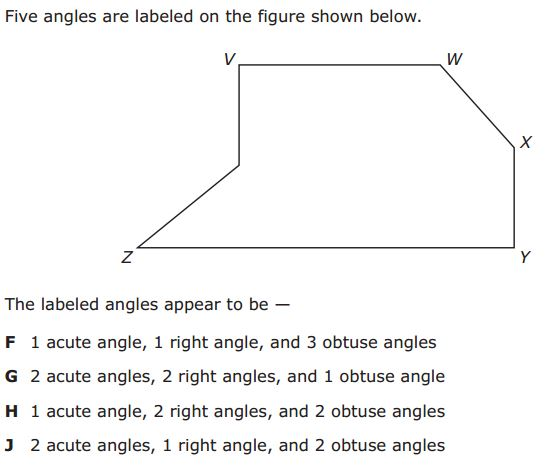 Five angles are labeled on the figure shown below.
V
W
X
Z
Y
The labeled angles appear to be —
F 1 acute angle, 1 right angle, and 3 obtuse angles
G 2 acute angles, 2 right angles, and 1 obtuse angle
H 1 acute angle, 2 right angles, and 2 obtuse angles
J 2 acute angles, 1 right angle, and 2 obtuse angles